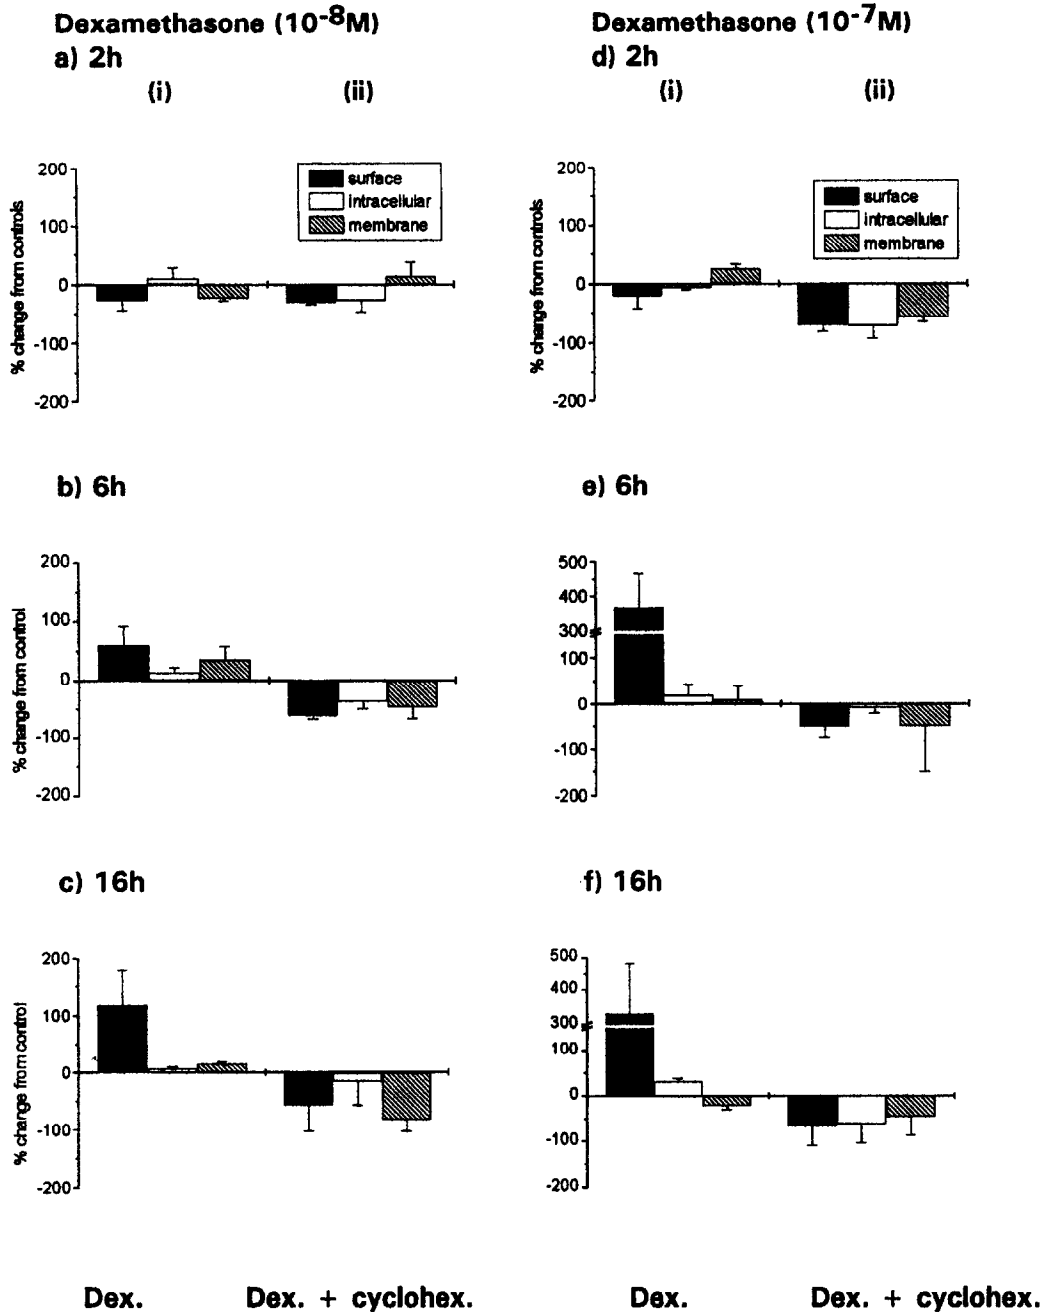 Dexamethasone (10-8M)
a) 2h
(i) (ii)
200
100
0
-100
-200
% change from controls
surface
intracellular
membrane
b) 6h
200
100
0
-100
-200
% change from control
c) 16h
200
100
0
-100
-200
% change from control
Dex. Dex. + cyclohex.
Dexamethasone (10-7M)
d) 2h
(i) (ii)
200
100
0
-100
-200
% change from controls
surface
intracellular
membrane
e) 6h
500
400
300
100
0
-100
-200
f) 16h
500
400
300
100
0
-100
-200
Dex. Dex. + cyclohex.